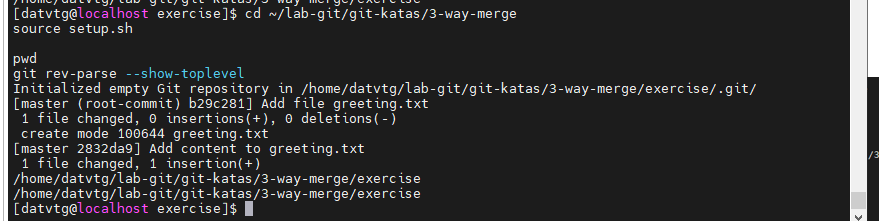 /home/datvtg/lab-git/git-katas/3-way-merge/exercise
[datvtg@localhost exercise]$ cd ~/lab-git/git-katas/3-way-merge
source setup.sh
pwd
git rev-parse --show-toplevel
Initialized empty Git repository in /home/datvtg/lab-git/git-katas/3-way-merge/exercise/.git/
[master (root-commit) b29c281] Add file greeting.txt
 1 file changed, 0 insertions(+), 0 deletions(-)
 create mode 100644 greeting.txt
[master 2832da9] Add content to greeting.txt
 1 file changed, 1 insertion(+)
/home/datvtg/lab-git/git-katas/3-way-merge/exercise
/home/datvtg/lab-git/git-katas/3-way-merge/exercise
[datvtg@localhost exercise]$
/3